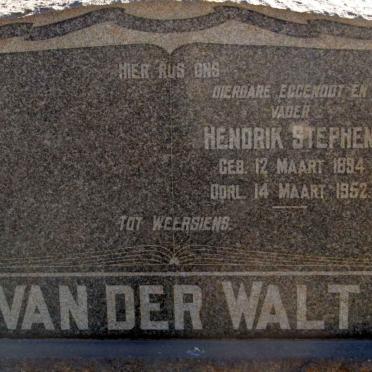 HIER RUS ONS
DIERBARE EGGENOOT EN
VADER
HENDRIK STEPHEN
GEB. 12 MAART 1894
OORL. 14 MAART 1952.
TOT WEERSIENS.
VAN DER WALT